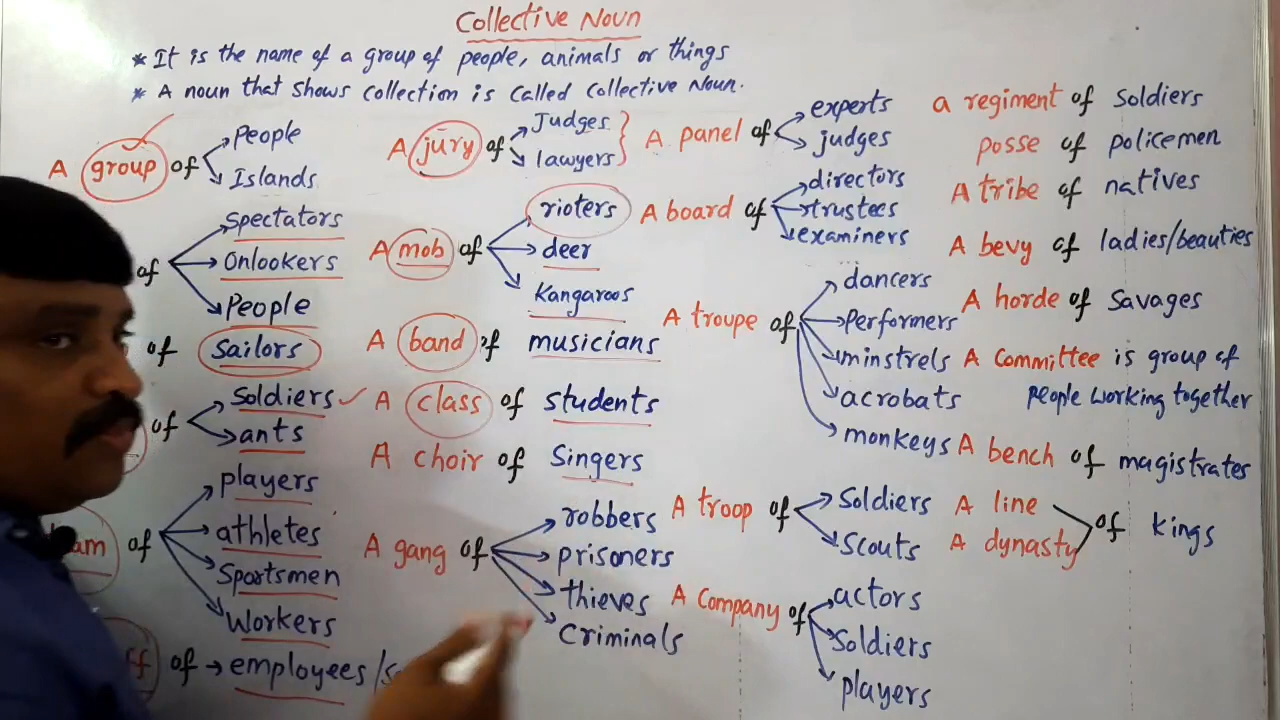 Collective Noun
* It is the name of a group of people, animals or things
* A noun that shows collection is called Collective Noun.
A group of
People
Islands
of
Spectators
Onlookers
People
of Sailors
of
Soldiers
ants
am of
players
athletes
Sportsmen
Workers
ff of → employees/s
A jūry of
Judges
lawyers
A mob of
rioters
deer
Kangaroos
A band of musicians
A class of students
A choir of Singers
A gang of
robbers
prisoners
thieves
Criminals
A panel of
experts
judges
A board of
directors
trustees
examiners
A troupe of
dancers
Performers
minstrels
acrobats
monkeys
A troop of
Soldiers
Scouts
A Company of
actors
Soldiers
players
a regiment of Soldiers
posse of policemen
A tribe of natives
A bevy of ladies/beauties
A horde of Savages
A Committee is group of
people working together
A bench of magistrates
A line
A dynasty
of kings